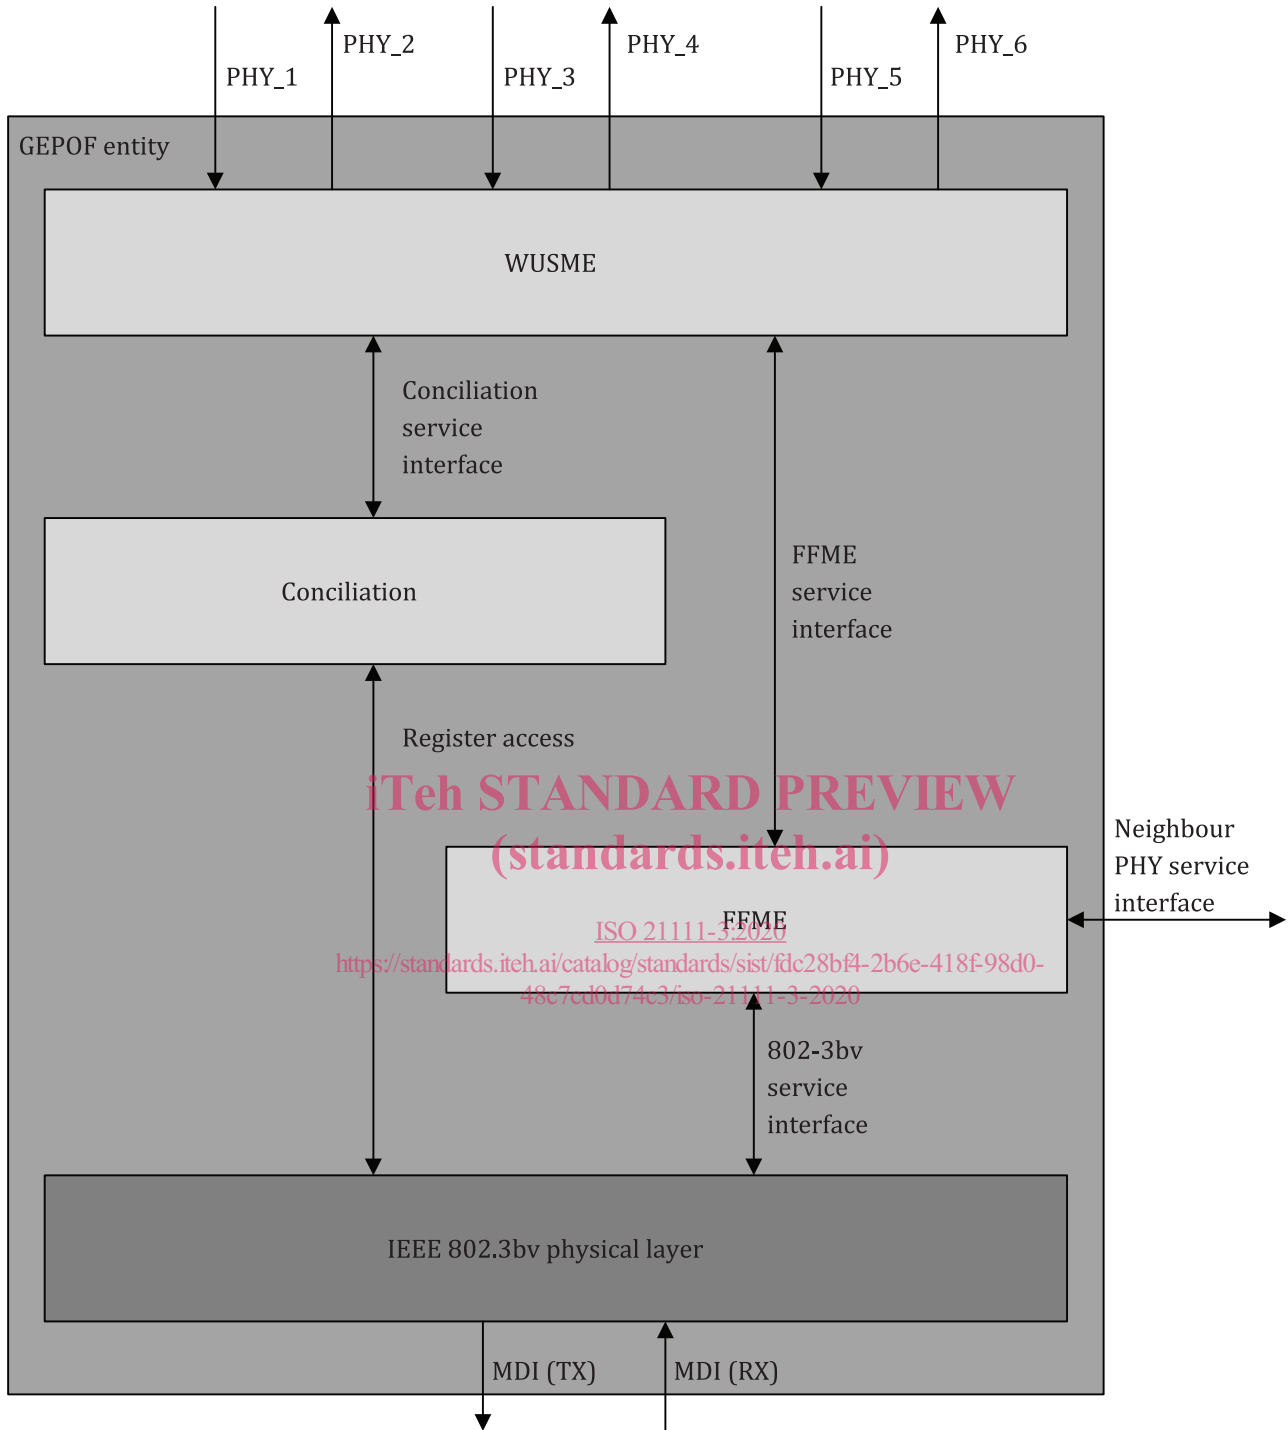 PHY_2
PHY_4
PHY_6
PHY_1
PHY_3
PHY_5
GEPOF entity
WUSME
Conciliation
service
interface
Conciliation
FFME
service
interface
Register access
iTeh STANDARD PREVIEW
(standards.iteh.ai)
Neighbour
PHY service
interface
FFME
ISO 21111-3:2020
https://standards.iteh.ai/catalog/standards/sist/fdc28bf4-2b6e-418f-98d0-
48c7cd0d74c3/iso-21111-3-2020
802-3bv
service
interface
IEEE 802.3bv physical layer
MDI (TX)
MDI (RX)